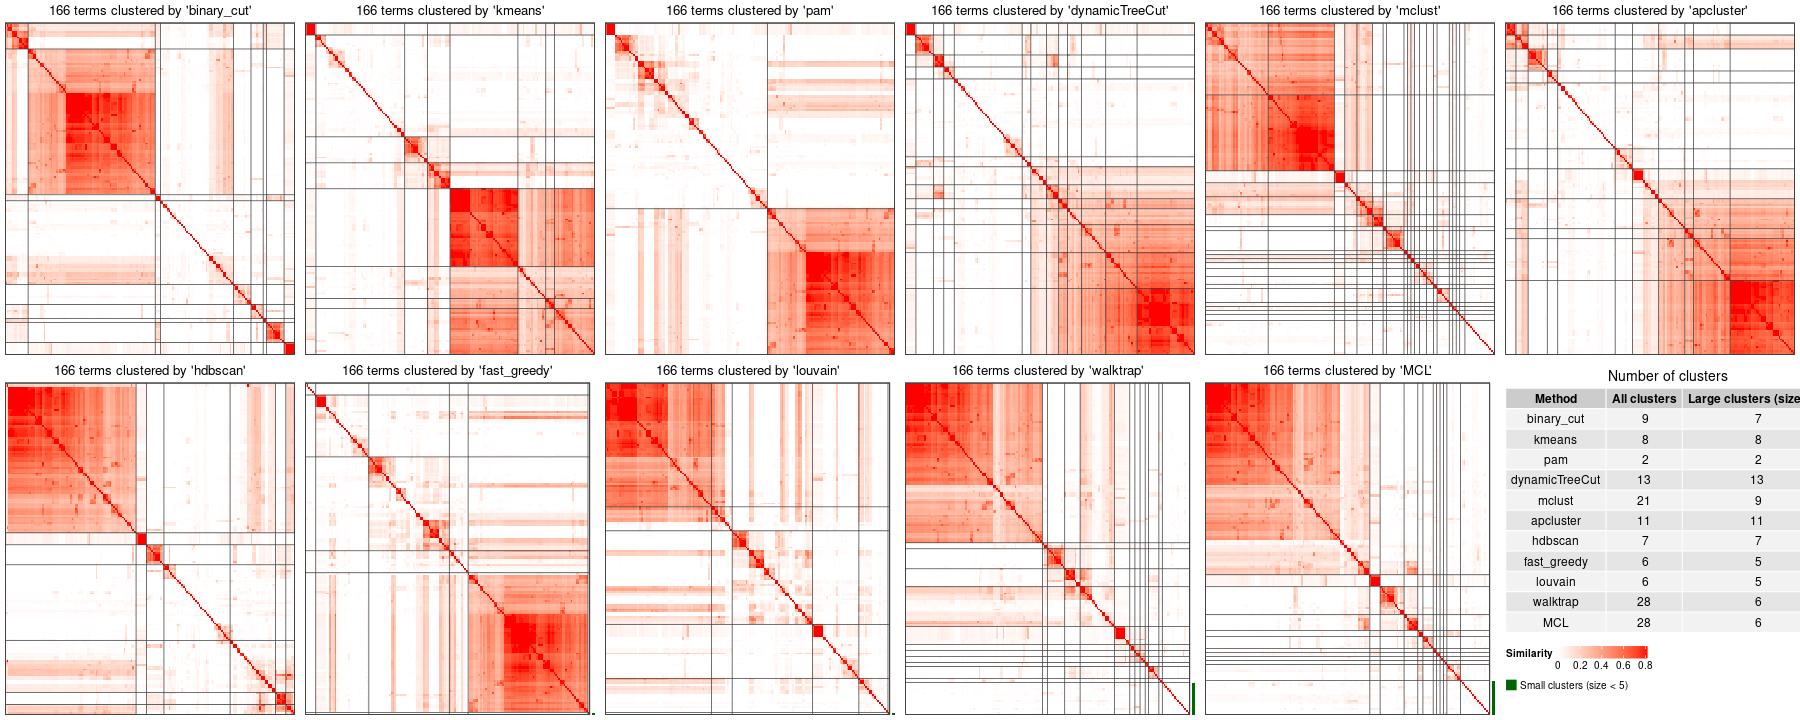 166 terms clustered by 'binary_cut'
166 terms clustered by 'kmeans'
166 terms clustered by 'pam'
166 terms clustered by 'dynamicTreeCut'
166 terms clustered by 'mclust'
166 terms clustered by 'apcluster'
166 terms clustered by 'hdbscan'
166 terms clustered by 'fast_greedy'
166 terms clustered by 'louvain'
166 terms clustered by 'walktrap'
166 terms clustered by 'MCL'
Number of clusters
Method All clusters Large clusters (size
binary_cut 9 7
kmeans 8 8
pam 2 2
dynamicTreeCut 13 13
mclust 21 9
apcluster 11 11
hdbscan 7 7
fast_greedy 6 5
louvain 6 5
walktrap 28 6
MCL 28 6
Similarity
0 0.2 0.4 0.6 0.8
Small clusters (size < 5)